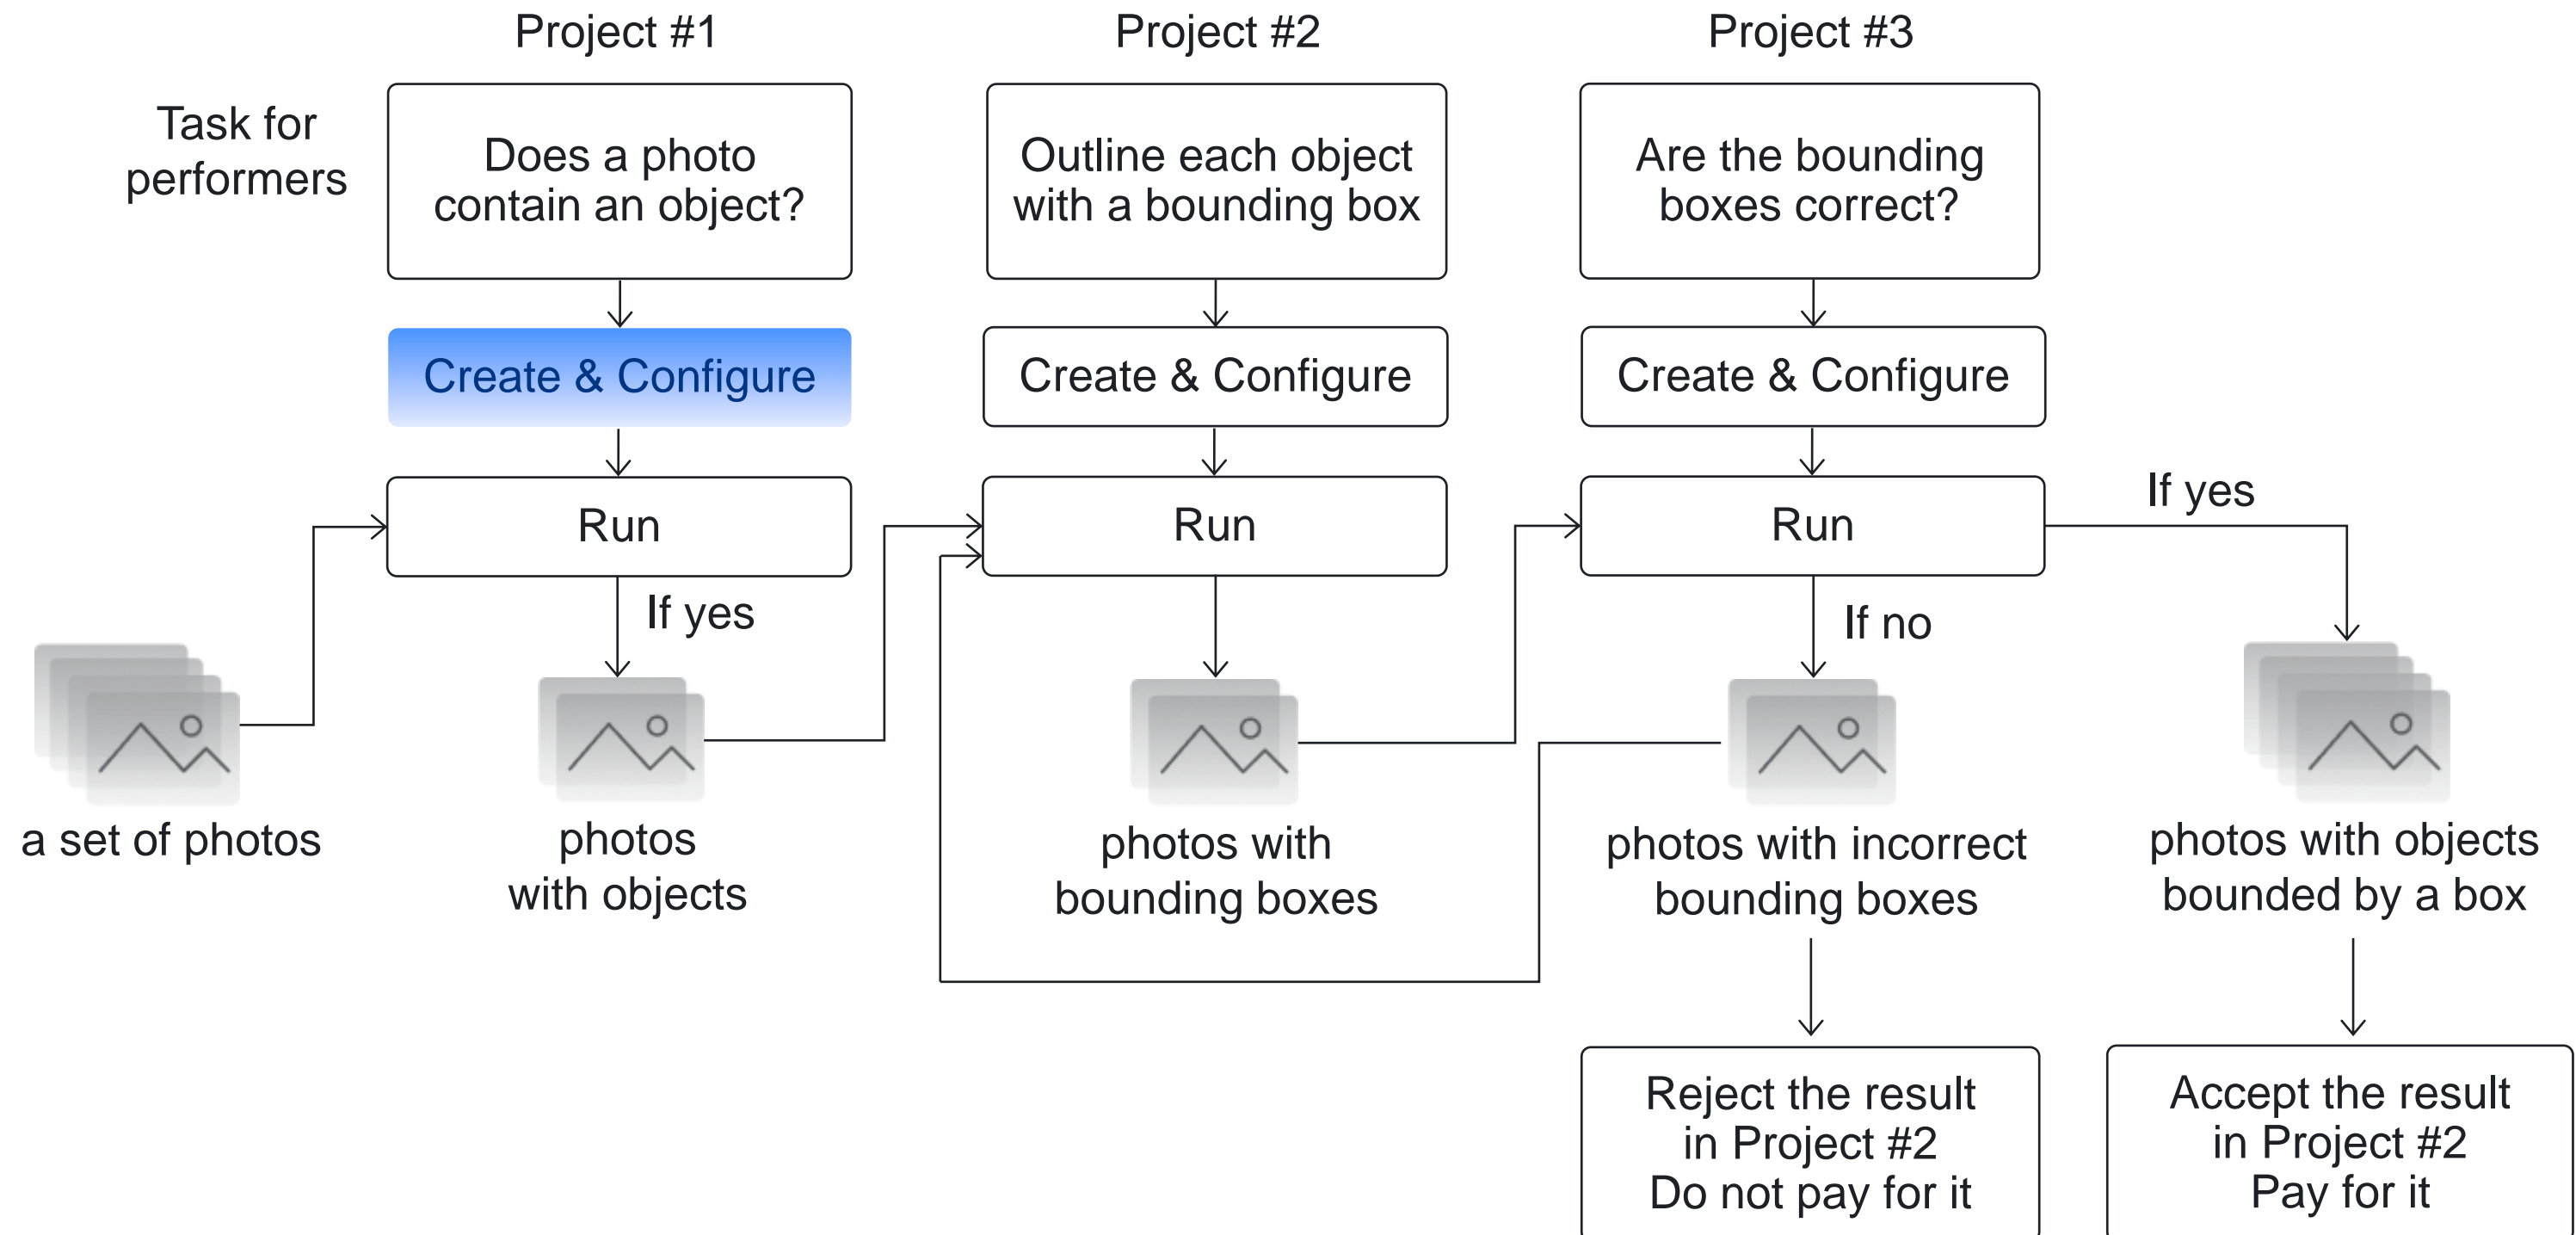 Project #1
Project #2
Project #3
Task for
performers
Does a photo
contain an object?
Outline each object
with a bounding box
Are the bounding
boxes correct?
Create & Configure
Create & Configure
Create & Configure
Run
Run
Run
If yes
If yes
If no
a set of photos
photos
with objects
photos with
bounding boxes
photos with incorrect
bounding boxes
photos with objects
bounded by a box
Reject the result
in Project #2
Do not pay for it
Accept the result
in Project #2
Pay for it